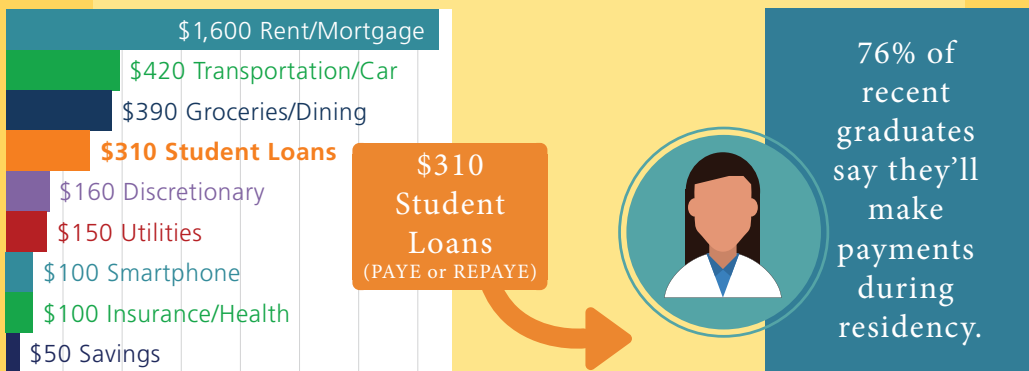 $1,600 Rent/Mortgage
$420 Transportation/Car
$390 Groceries/Dining
$310 Student Loans
$160 Discretionary
$150 Utilities
$100 Smartphone
$100 Insurance/Health
$50 Savings
$310
Student
Loans
(PAYE or REPAYE)
76% of
recent
graduates
say they’ll
make
payments
during
residency.